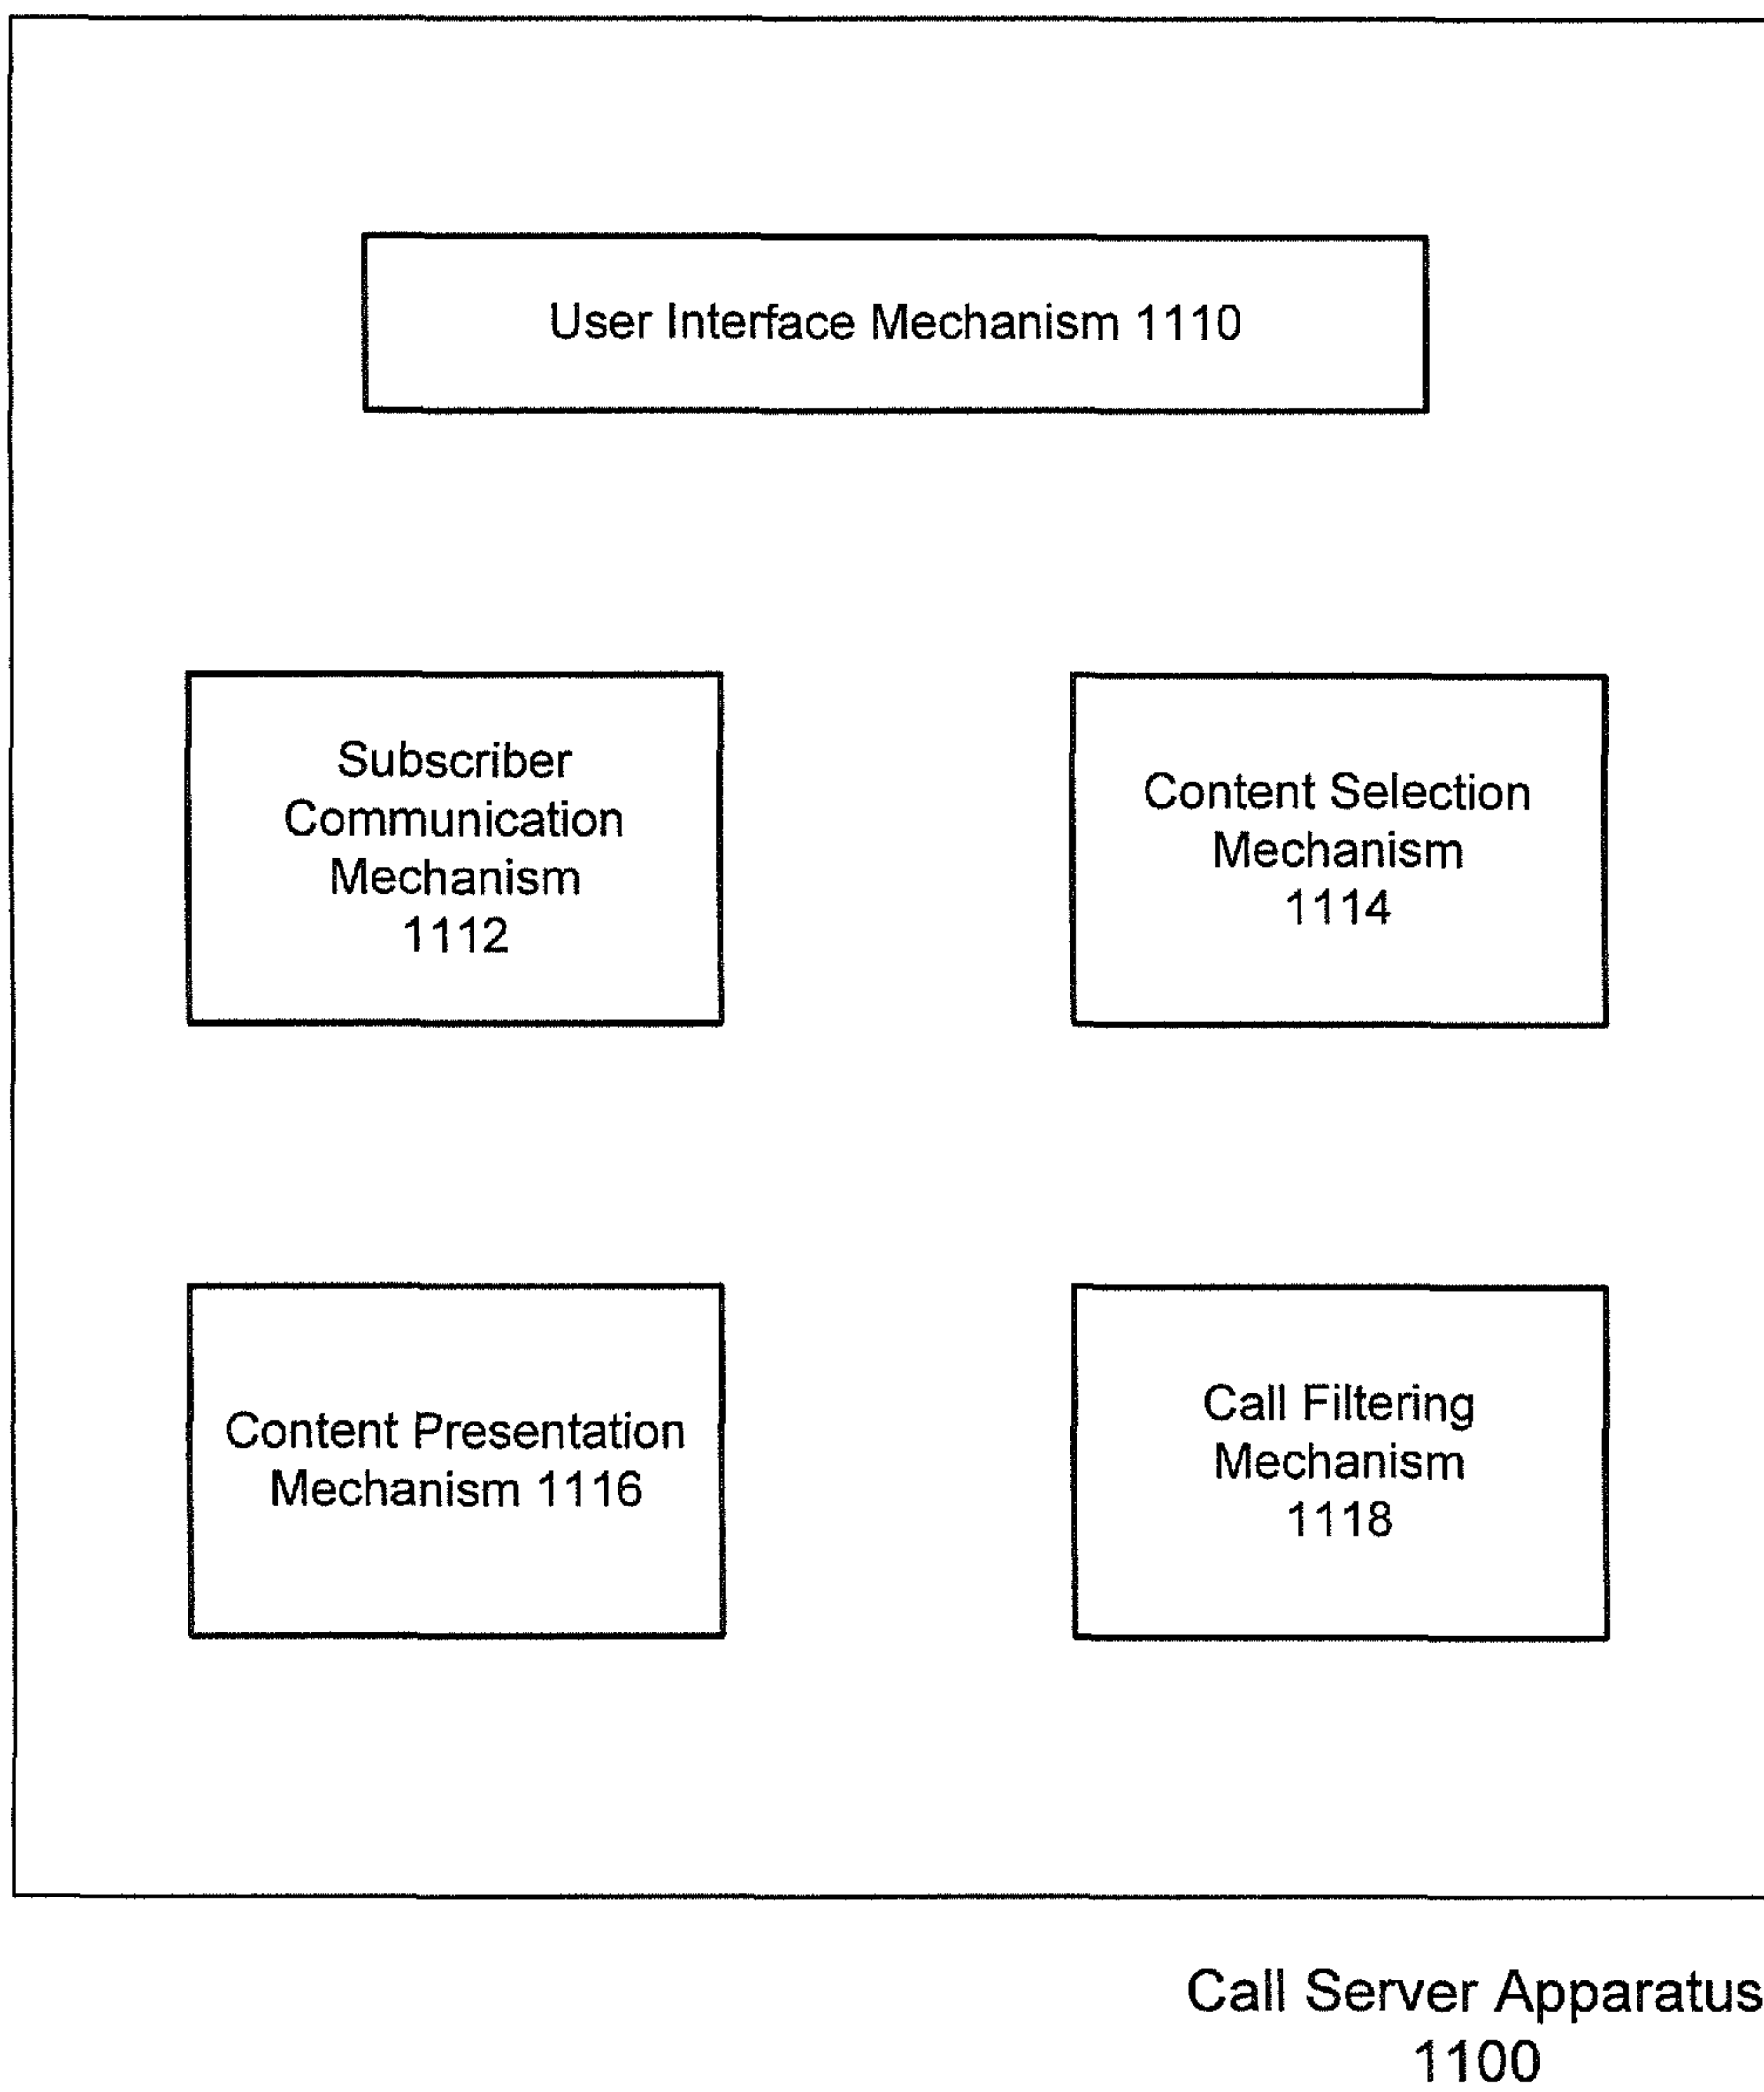 User Interface Mechanism 1110
Subscriber
Communication
Mechanism
1112
Content Selection
Mechanism
1114
Content Presentation
Mechanism 1116
Call Filtering
Mechanism
1118
Call Server Apparatus
1100